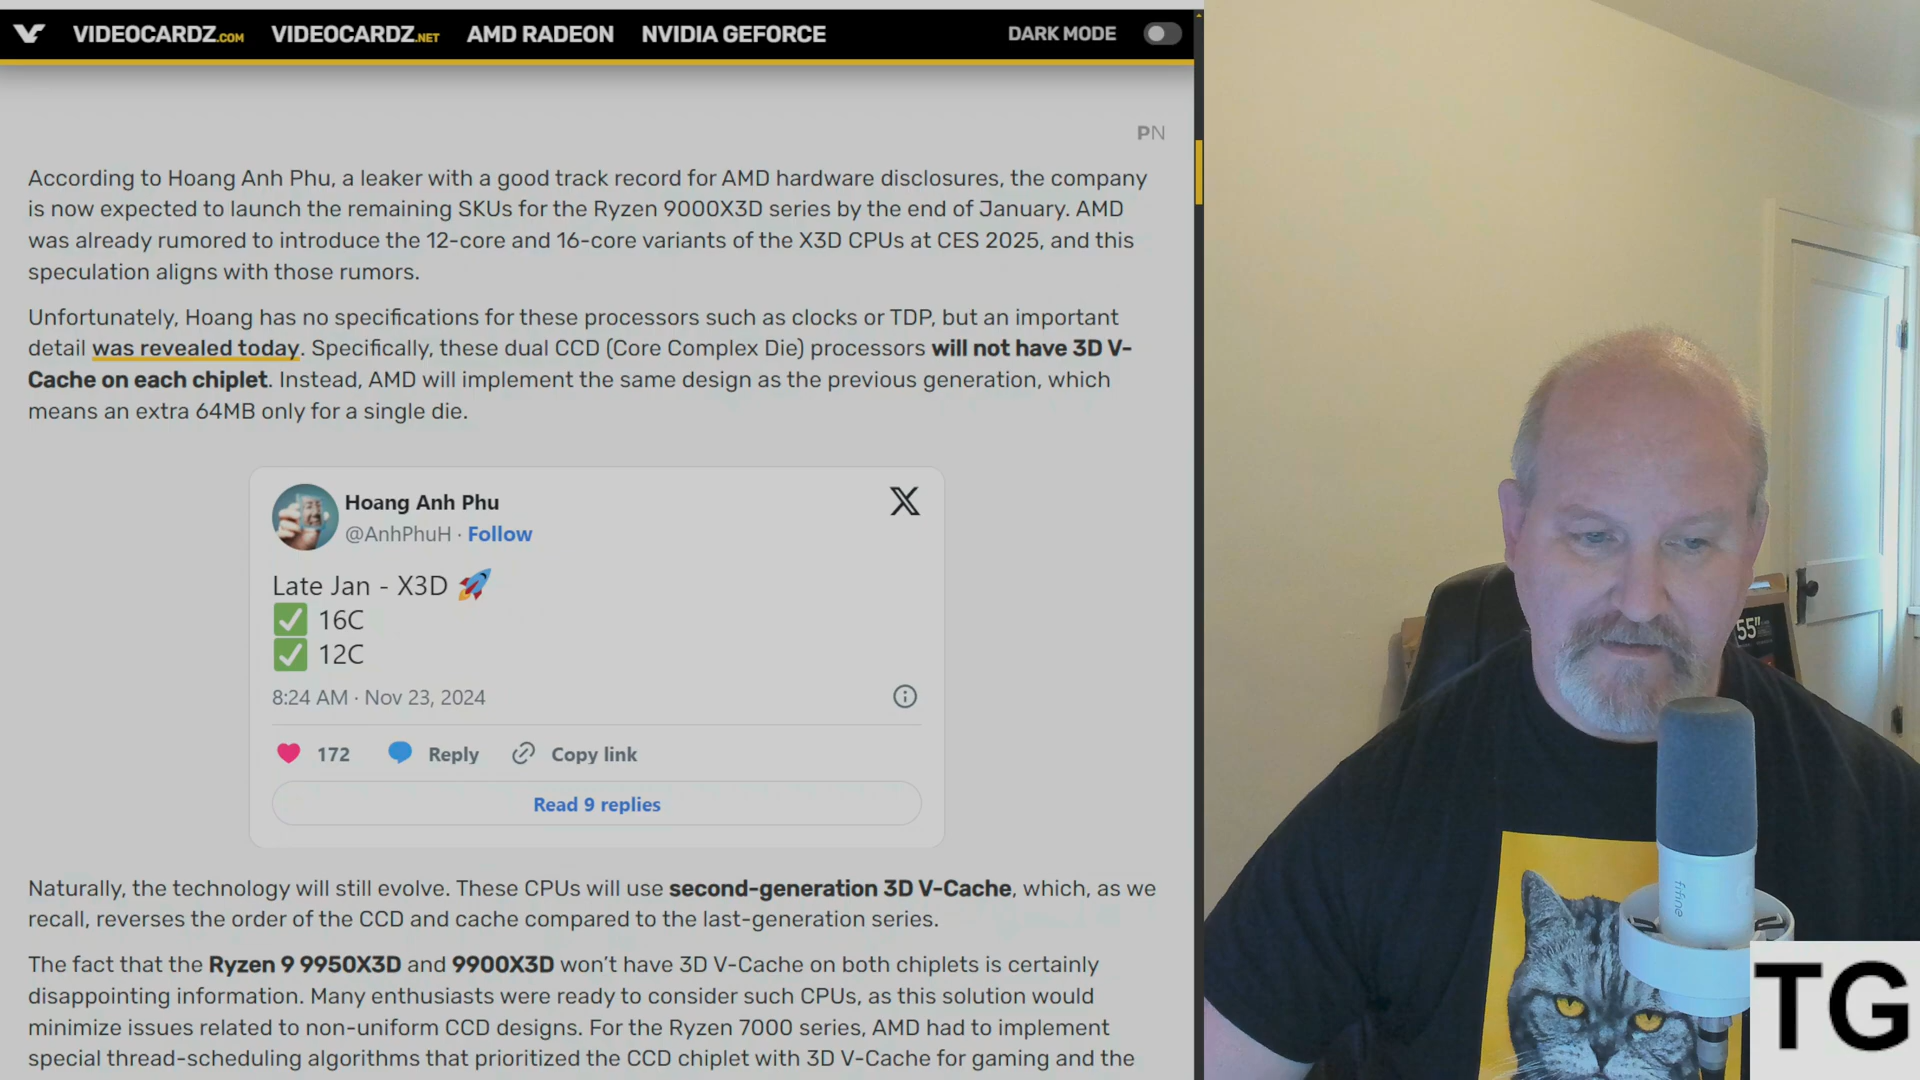 VIDEOCARDZ.COM VIDEOCARDZ.NET AMD RADEON NVIDIA GEFORCE DARK MODE
PN
According to Hoang Anh Phu, a leaker with a good track record for AMD hardware disclosures, the company
is now expected to launch the remaining SKUs for the Ryzen 9000X3D series by the end of January. AMD
was already rumored to introduce the 12-core and 16-core variants of the X3D CPUs at CES 2025, and this
speculation aligns with those rumors.
Unfortunately, Hoang has no specifications for these processors such as clocks or TDP, but an important
detail was revealed today. Specifically, these dual CCD (Core Complex Die) processors will not have 3D V-
Cache on each chiplet. Instead, AMD will implement the same design as the previous generation, which
means an extra 64MB only for a single die.
Hoang Anh Phu
@AnhPhuH · Follow
Late Jan - X3D 🚀
✅ 16C
✅ 12C
8:24 AM · Nov 23, 2024
172 Reply Copy link
Read 9 replies
Naturally, the technology will still evolve. These CPUs will use second-generation 3D V-Cache, which, as we
recall, reverses the order of the CCD and cache compared to the last-generation series.
The fact that the Ryzen 9 9950X3D and 9900X3D won't have 3D V-Cache on both chiplets is certainly
disappointing information. Many enthusiasts were ready to consider such CPUs, as this solution would
minimize issues related to non-uniform CCD designs. For the Ryzen 7000 series, AMD had to implement
special thread-scheduling algorithms that prioritized the CCD chiplet with 3D V-Cache for gaming and the
55"
fifine
TG